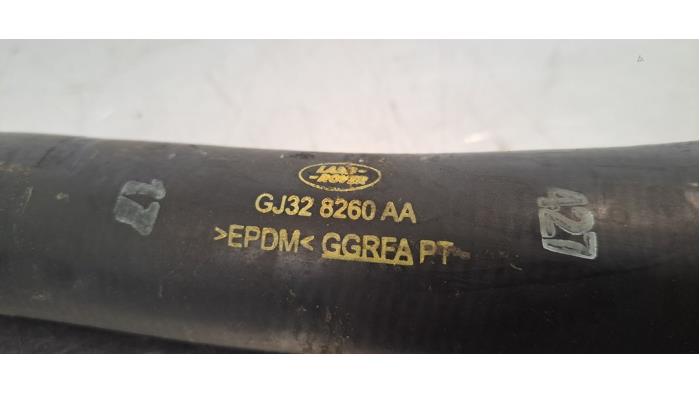 LAND-
-ROVER
GJ32 8260 AA
>EPDM< GGRFA PT
427